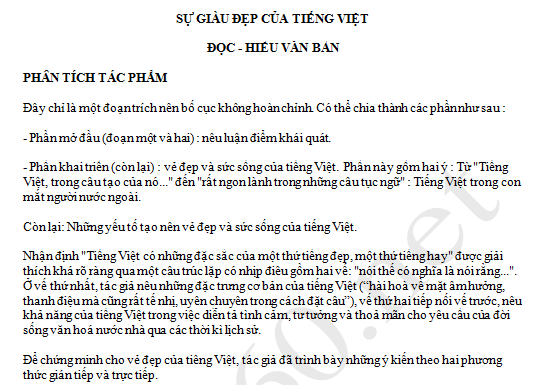 SỰ GIÀU ĐẸP CỦA TIẾNG VIỆT
ĐỌC - HIỂU VĂN BẢN
PHÂN TÍCH TÁC PHẨM
Đây chỉ là một đoạn trích nên bố cục không hoàn chỉnh. Có thể chia thành các phần như sau :
- Phần mở đầu (đoạn một và hai) : nêu luận điểm khái quát.
- Phần khai triển (còn lại) : vẻ đẹp và sức sống của tiếng Việt. Phần này gồm hai ý : Từ "Tiếng
Việt, trong cấu tạo của nó..." đến "rất ngon lành trong những câu tục ngữ" : Tiếng Việt trong con
mắt người nước ngoài.
Còn lại: Những yếu tố tạo nên vẻ đẹp và sức sống của tiếng Việt.
Nhận định "Tiếng Việt có những đặc sắc của một thứ tiếng đẹp, một thứ tiếng hay" được giải
thích khá rõ ràng qua một cấu trúc lặp có nhịp điệu gồm hai vế: "nói thế có nghĩa là nói rằng...".
Ở vế thứ nhất, tác giả nêu những đặc trưng cơ bản của tiếng Việt ("hài hoà về mặt âm hưởng,
thanh điệu mà cũng rất tế nhị, uyển chuyển trong cách đặt câu"), vế thứ hai tiếp nối vế trước, nêu
khả năng của tiếng Việt trong việc diễn tả tình cảm, tư tưởng và thoả mãn cho yêu cầu của đời
sống văn hoá nước nhà qua các thời kì lịch sử.
Để chứng minh cho vẻ đẹp của tiếng Việt, tác giả đã trình bày những ý kiến theo hai phương
thức gián tiếp và trực tiếp.